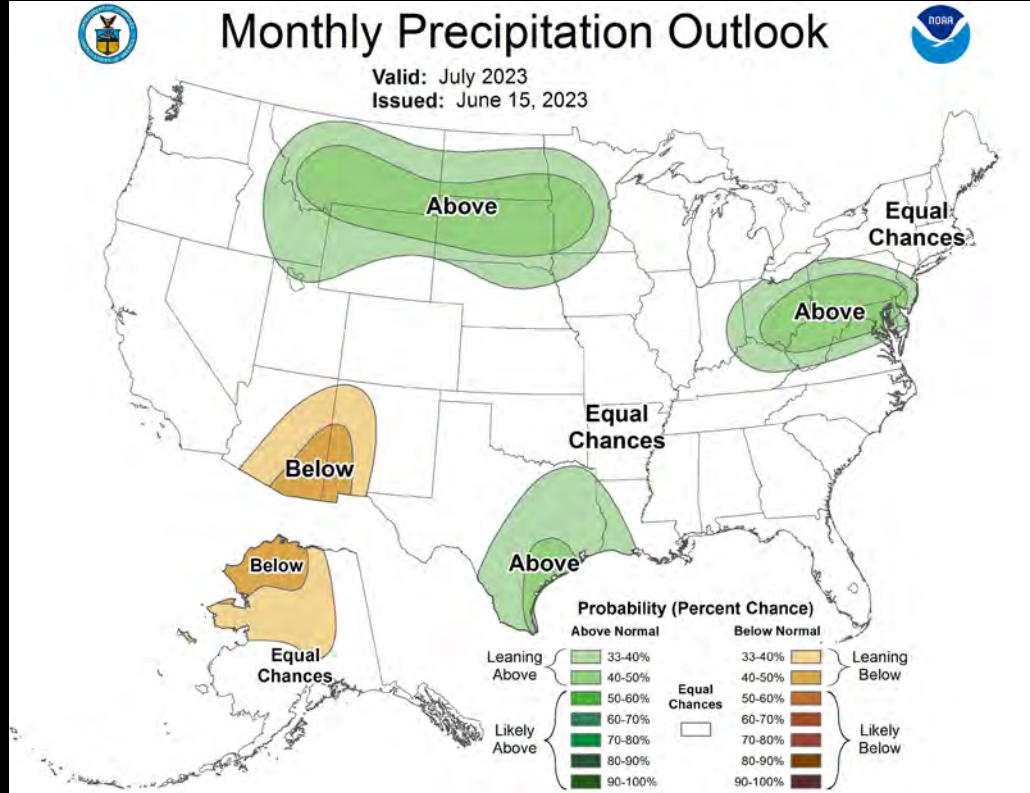 Monthly Precipitation Outlook
NOAA
Valid: July 2023
Issued: June 15, 2023
Above
Equal
Chances
Above
Equal
Chances
Below
Above
Below
Equal
Chances
Probability (Percent Chance)
Above Normal
Below Normal
Leaning
Above
33-40%
40-50%
Likely
Above
50-60%
60-70%
70-80%
80-90%
90-100%
Equal
Chances
33-40%
40-50%
Leaning
Below
50-60%
60-70%
70-80%
80-90%
90-100%
Likely
Below